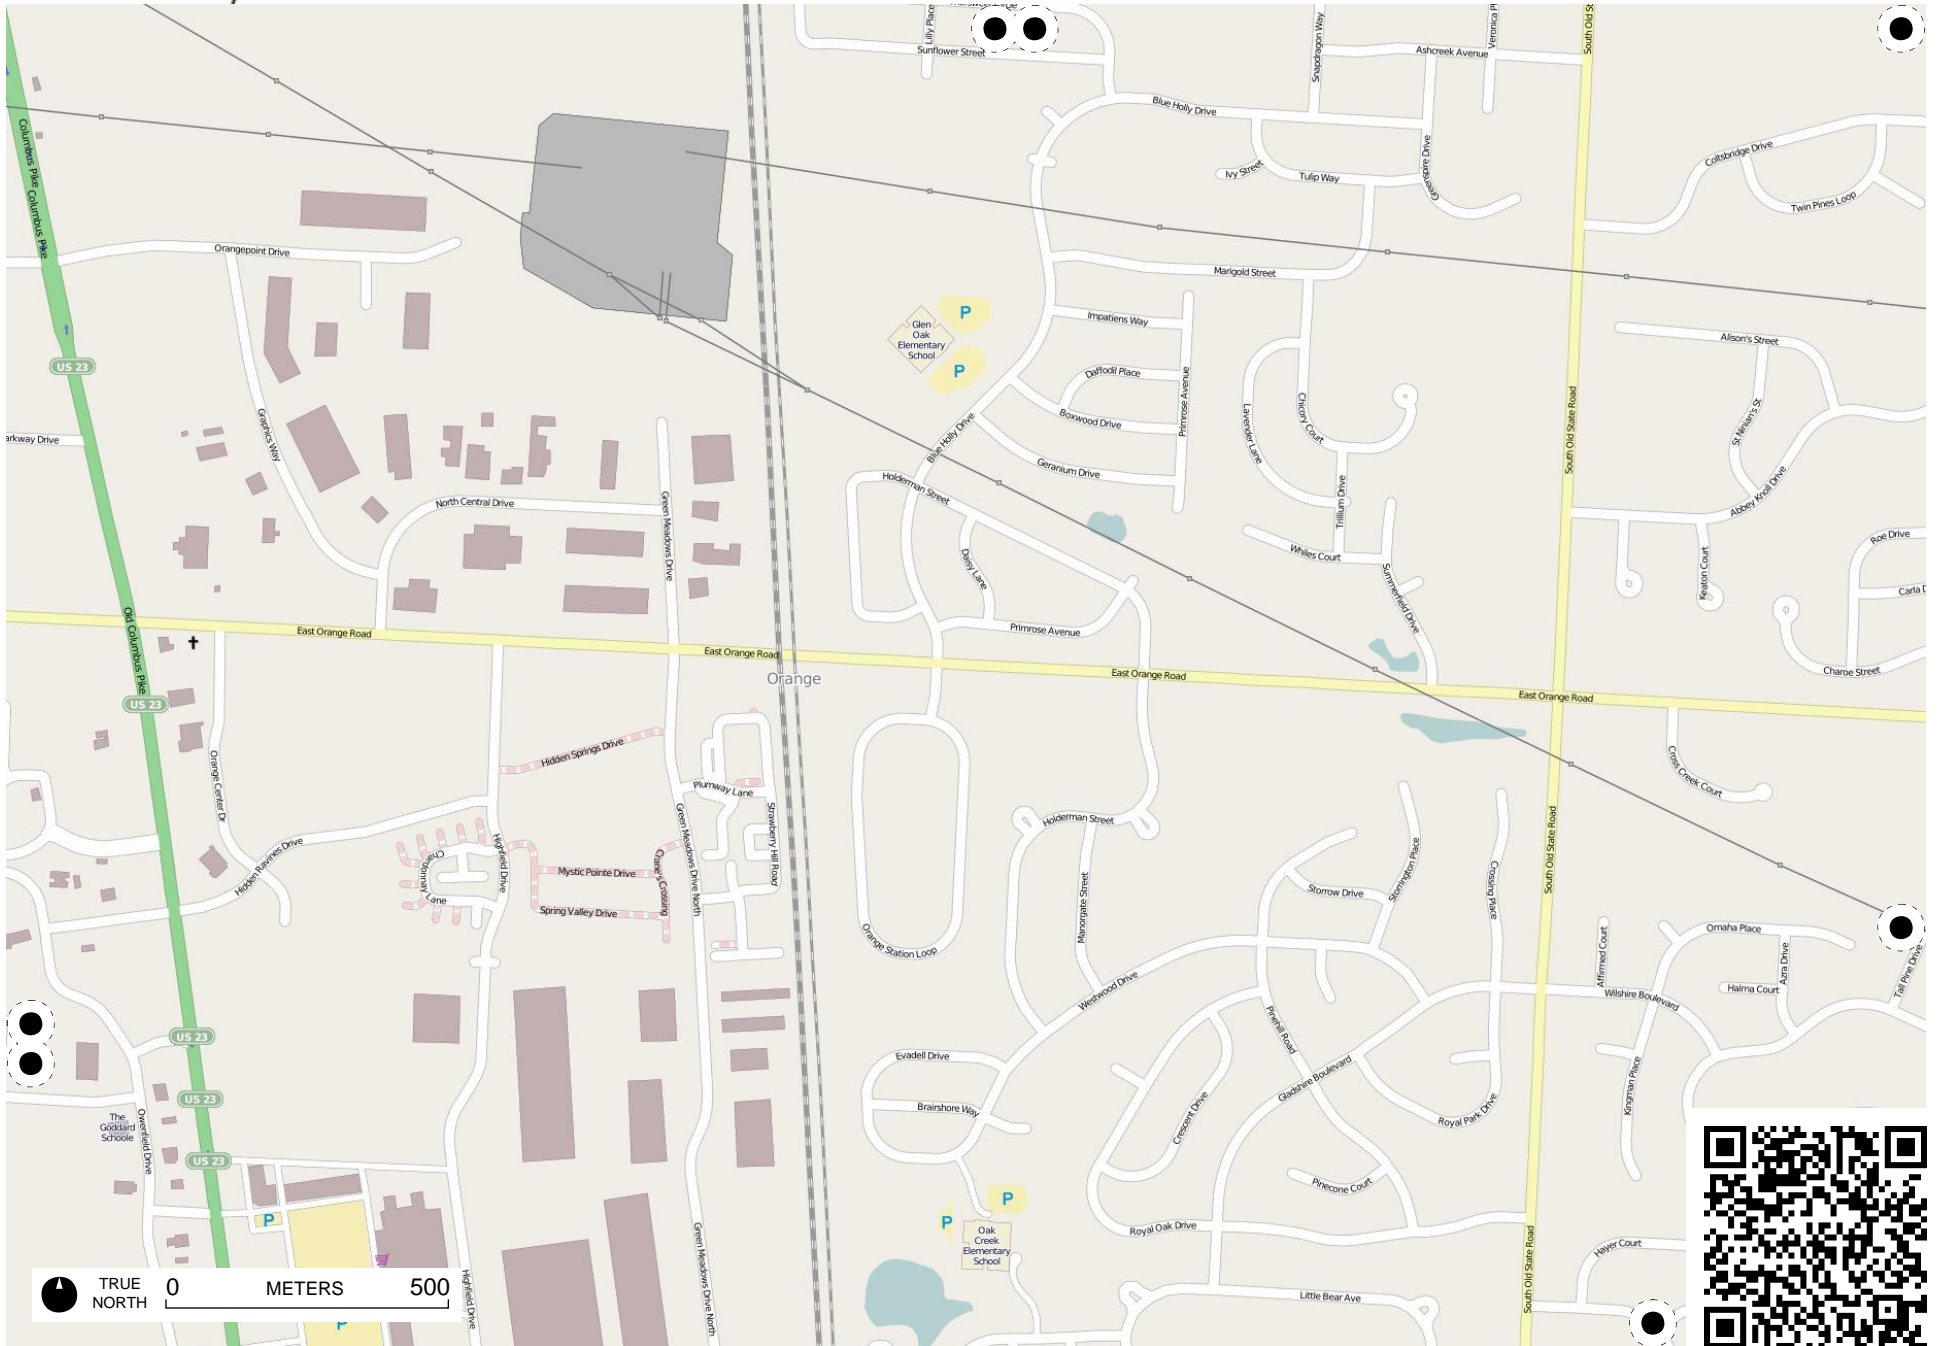 Lilly Place
Sunflower Street
Snapdragon Way
Ashcreek Avenue
South Old St
Blue Holly Drive
Columbus Pike
Columbus Pike
Ivy Street
Tulip Way
Greenspire Drive
Coltsbridge Drive
Twin Pines Loop
Orangepoint Drive
Marigold Street
Glen
Oak
Elementary
School
P
P
Impatiens Way
Daffodil Place
Boxwood Drive
Primrose Avenue
Geranium Drive
Alison's Street
US 23
Graphics Way
arkway Drive
Blue Holly Drive
Lavender Lane
Chicory Court
South Old State Road
St Ninian's St
Abbey Knoll Drive
Holderman Street
North Central Drive
Green Meadows Drive
Trillium Drive
Whiles Court
Daisy Lane
Summerfield Drive
Keaton Court
Roe Drive
Carla D
Old Columbus Pike
East Orange Road
East Orange Road
Primrose Avenue
Orange
East Orange Road
East Orange Road
Charoe Street
US 23
Orange Center Dr
Hidden Springs Drive
Plumway Lane
Strawberry Hill Road
Green Meadows Drive North
Cross Creek Court
Holderman Street
Hidden Ravines Drive
Chardonnay Lane
Highfield Drive
Mystic Pointe Drive
Crane's Crossing
Spring Valley Drive
Orange Station Loop
Manorgate Street
Storrow Drive
Stornington Place
Crossing Place
South Old State Road
Westwood Drive
Affirmed Court
Omaha Place
Azra Drive
Halma Court
Tall Pine Drive
Wilshire Boulevard
US 23
Evadell Drive
Brairshore Way
Pinehill Road
Gladshire Boulevard
Crescent Drive
Royal Park Drive
Kingman Place
US 23
The
Goddard
Schoole
Owenfield Drive
US 23
P
P
P
Oak
Creek
Elementary
School
Pinecone Court
Royal Oak Drive
Green Meadows Drive North
Highfield Drive
Hayer Court
South Old State Road
Little Bear Ave
TRUE
NORTH
0 METERS 500
P